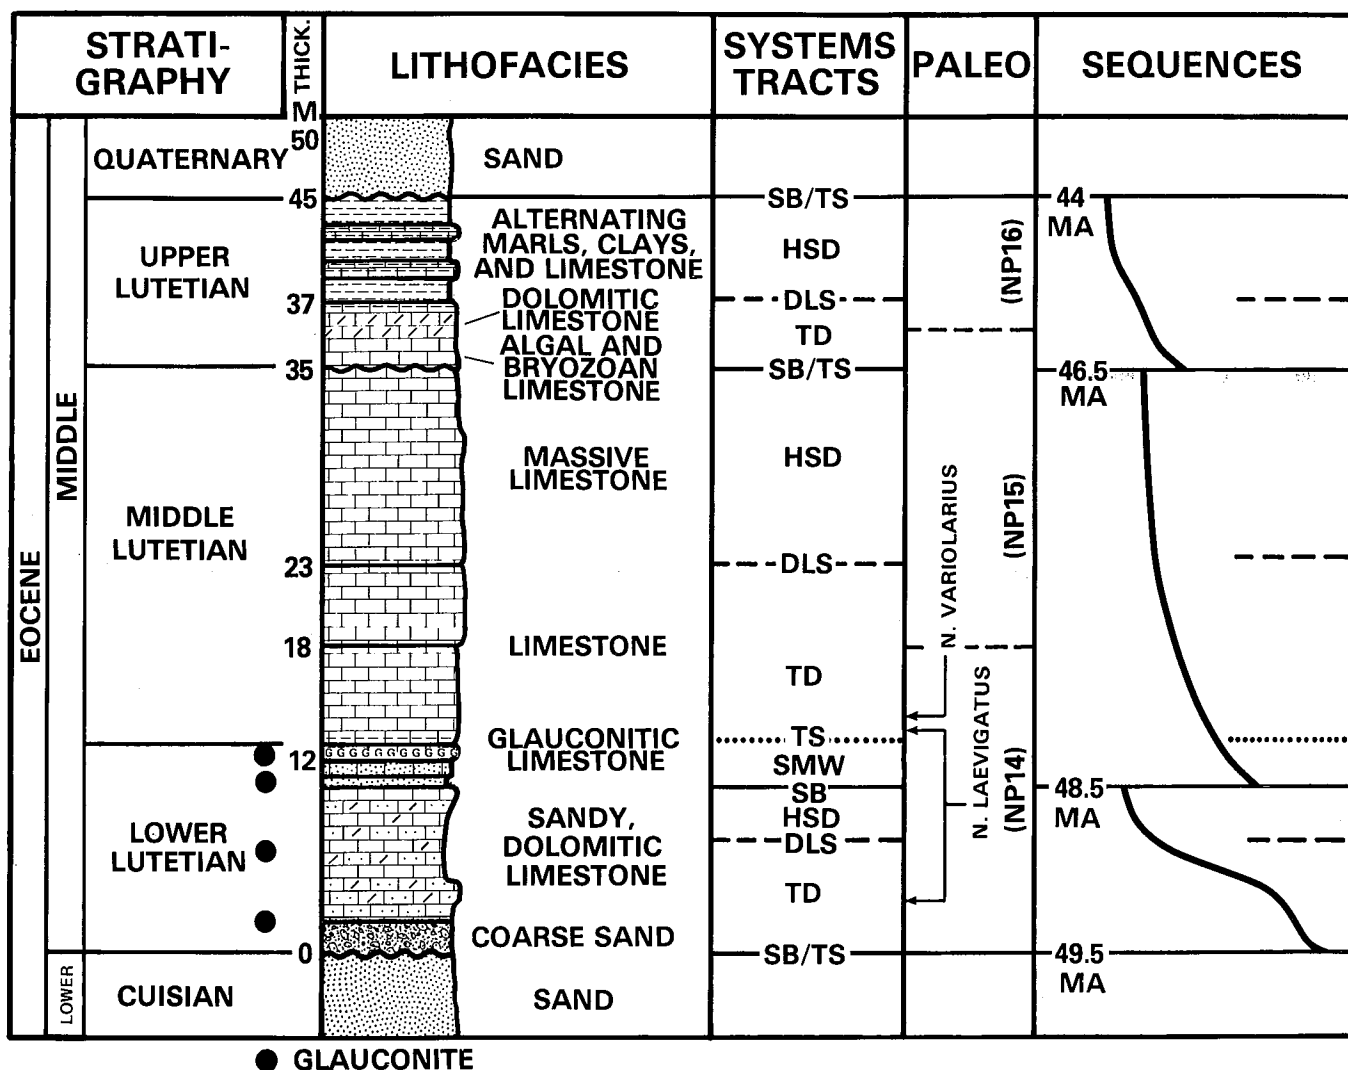 STRATI-
GRAPHY
THICK.
M
LITHOFACIES
SYSTEMS
TRACTS
PALEO
SEQUENCES
EOCENE
MIDDLE
LOWER
QUATERNARY
50
SAND
45
SB/TS
44
MA
UPPER
LUTETIAN
ALTERNATING
MARLS, CLAYS,
AND LIMESTONE
HSD
(NP16)
37
DOLOMITIC
LIMESTONE
DLS
ALGAL AND
BRYOZOAN
LIMESTONE
TD
35
SB/TS
46.5
MA
MIDDLE
LUTETIAN
MASSIVE
LIMESTONE
HSD
N. VARIOLARIUS
(NP15)
23
DLS
18
LIMESTONE
TD
GLAUCONITIC
LIMESTONE
G G G G G G G G G G
TS
12
SMW
SB
48.5
MA
N. LAEVIGATUS
(NP14)
LOWER
LUTETIAN
SANDY,
DOLOMITIC
LIMESTONE
HSD
DLS
TD
COARSE SAND
0
SB/TS
49.5
MA
CUISIAN
SAND
GLAUCONITE